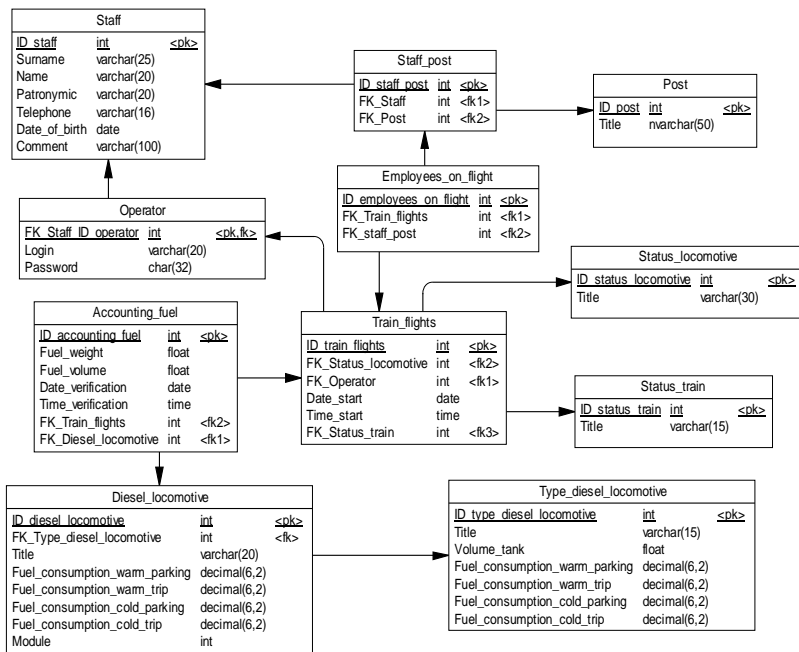 Staff
ID_staff int <pk>
Surname varchar(25)
Name varchar(20)
Patronymic varchar(20)
Telephone varchar(16)
Date_of_birth date
Comment varchar(100)
Staff_post
ID_staff_post int <pk>
FK_Staff int <fk1>
FK_Post int <fk2>
Post
ID_post int <pk>
Title nvarchar(50)
Employees_on_flight
ID_employees_on_flight int <pk>
FK_Train_flights int <fk1>
FK_staff_post int <fk2>
Operator
FK_Staff_ID_operator int <pk,fk>
Login varchar(20)
Password char(32)
Status_locomotive
ID_status_locomotive int <pk>
Title varchar(30)
Accounting_fuel
ID_accounting_fuel int <pk>
Fuel_weight float
Fuel_volume float
Date_verification date
Time_verification time
FK_Train_flights int <fk2>
FK_Diesel_locomotive int <fk1>
Train_flights
ID_train_flights int <pk>
FK_Status_locomotive int <fk2>
FK_Operator int <fk1>
Date_start date
Time_start time
FK_Status_train int <fk3>
Status_train
ID_status_train int <pk>
Title varchar(15)
Diesel_locomotive
ID_diesel_locomotive int <pk>
FK_Type_diesel_locomotive int <fk>
Title varchar(20)
Fuel_consumption_warm_parking decimal(6,2)
Fuel_consumption_warm_trip decimal(6,2)
Fuel_consumption_cold_parking decimal(6,2)
Fuel_consumption_cold_trip decimal(6,2)
Module int
Type_diesel_locomotive
ID_type_diesel_locomotive int <pk>
Title varchar(15)
Volume_tank float
Fuel_consumption_warm_parking decimal(6,2)
Fuel_consumption_warm_trip decimal(6,2)
Fuel_consumption_cold_parking decimal(6,2)
Fuel_consumption_cold_trip decimal(6,2)